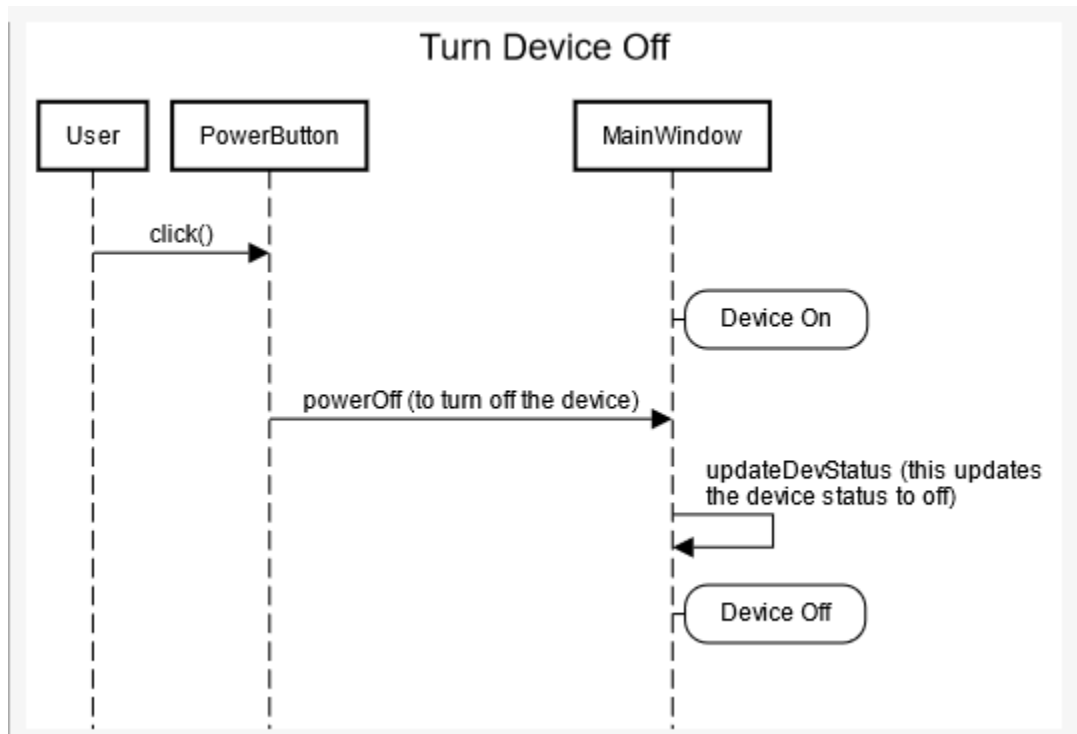 Turn Device Off
User
PowerButton
MainWindow
click()
Device On
powerOff (to turn off the device)
updateDevStatus (this updates
the device status to off)
Device Off